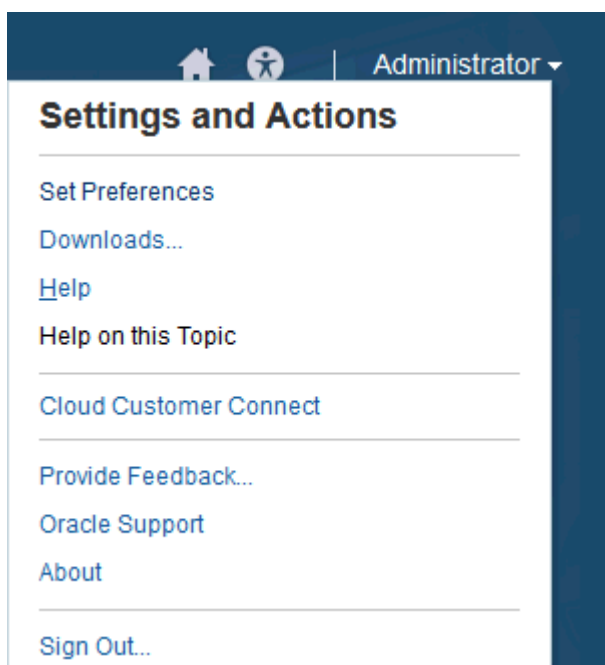 Administrator
Settings and Actions
Set Preferences
Downloads...
Help
Help on this Topic
Cloud Customer Connect
Provide Feedback...
Oracle Support
About
Sign Out...